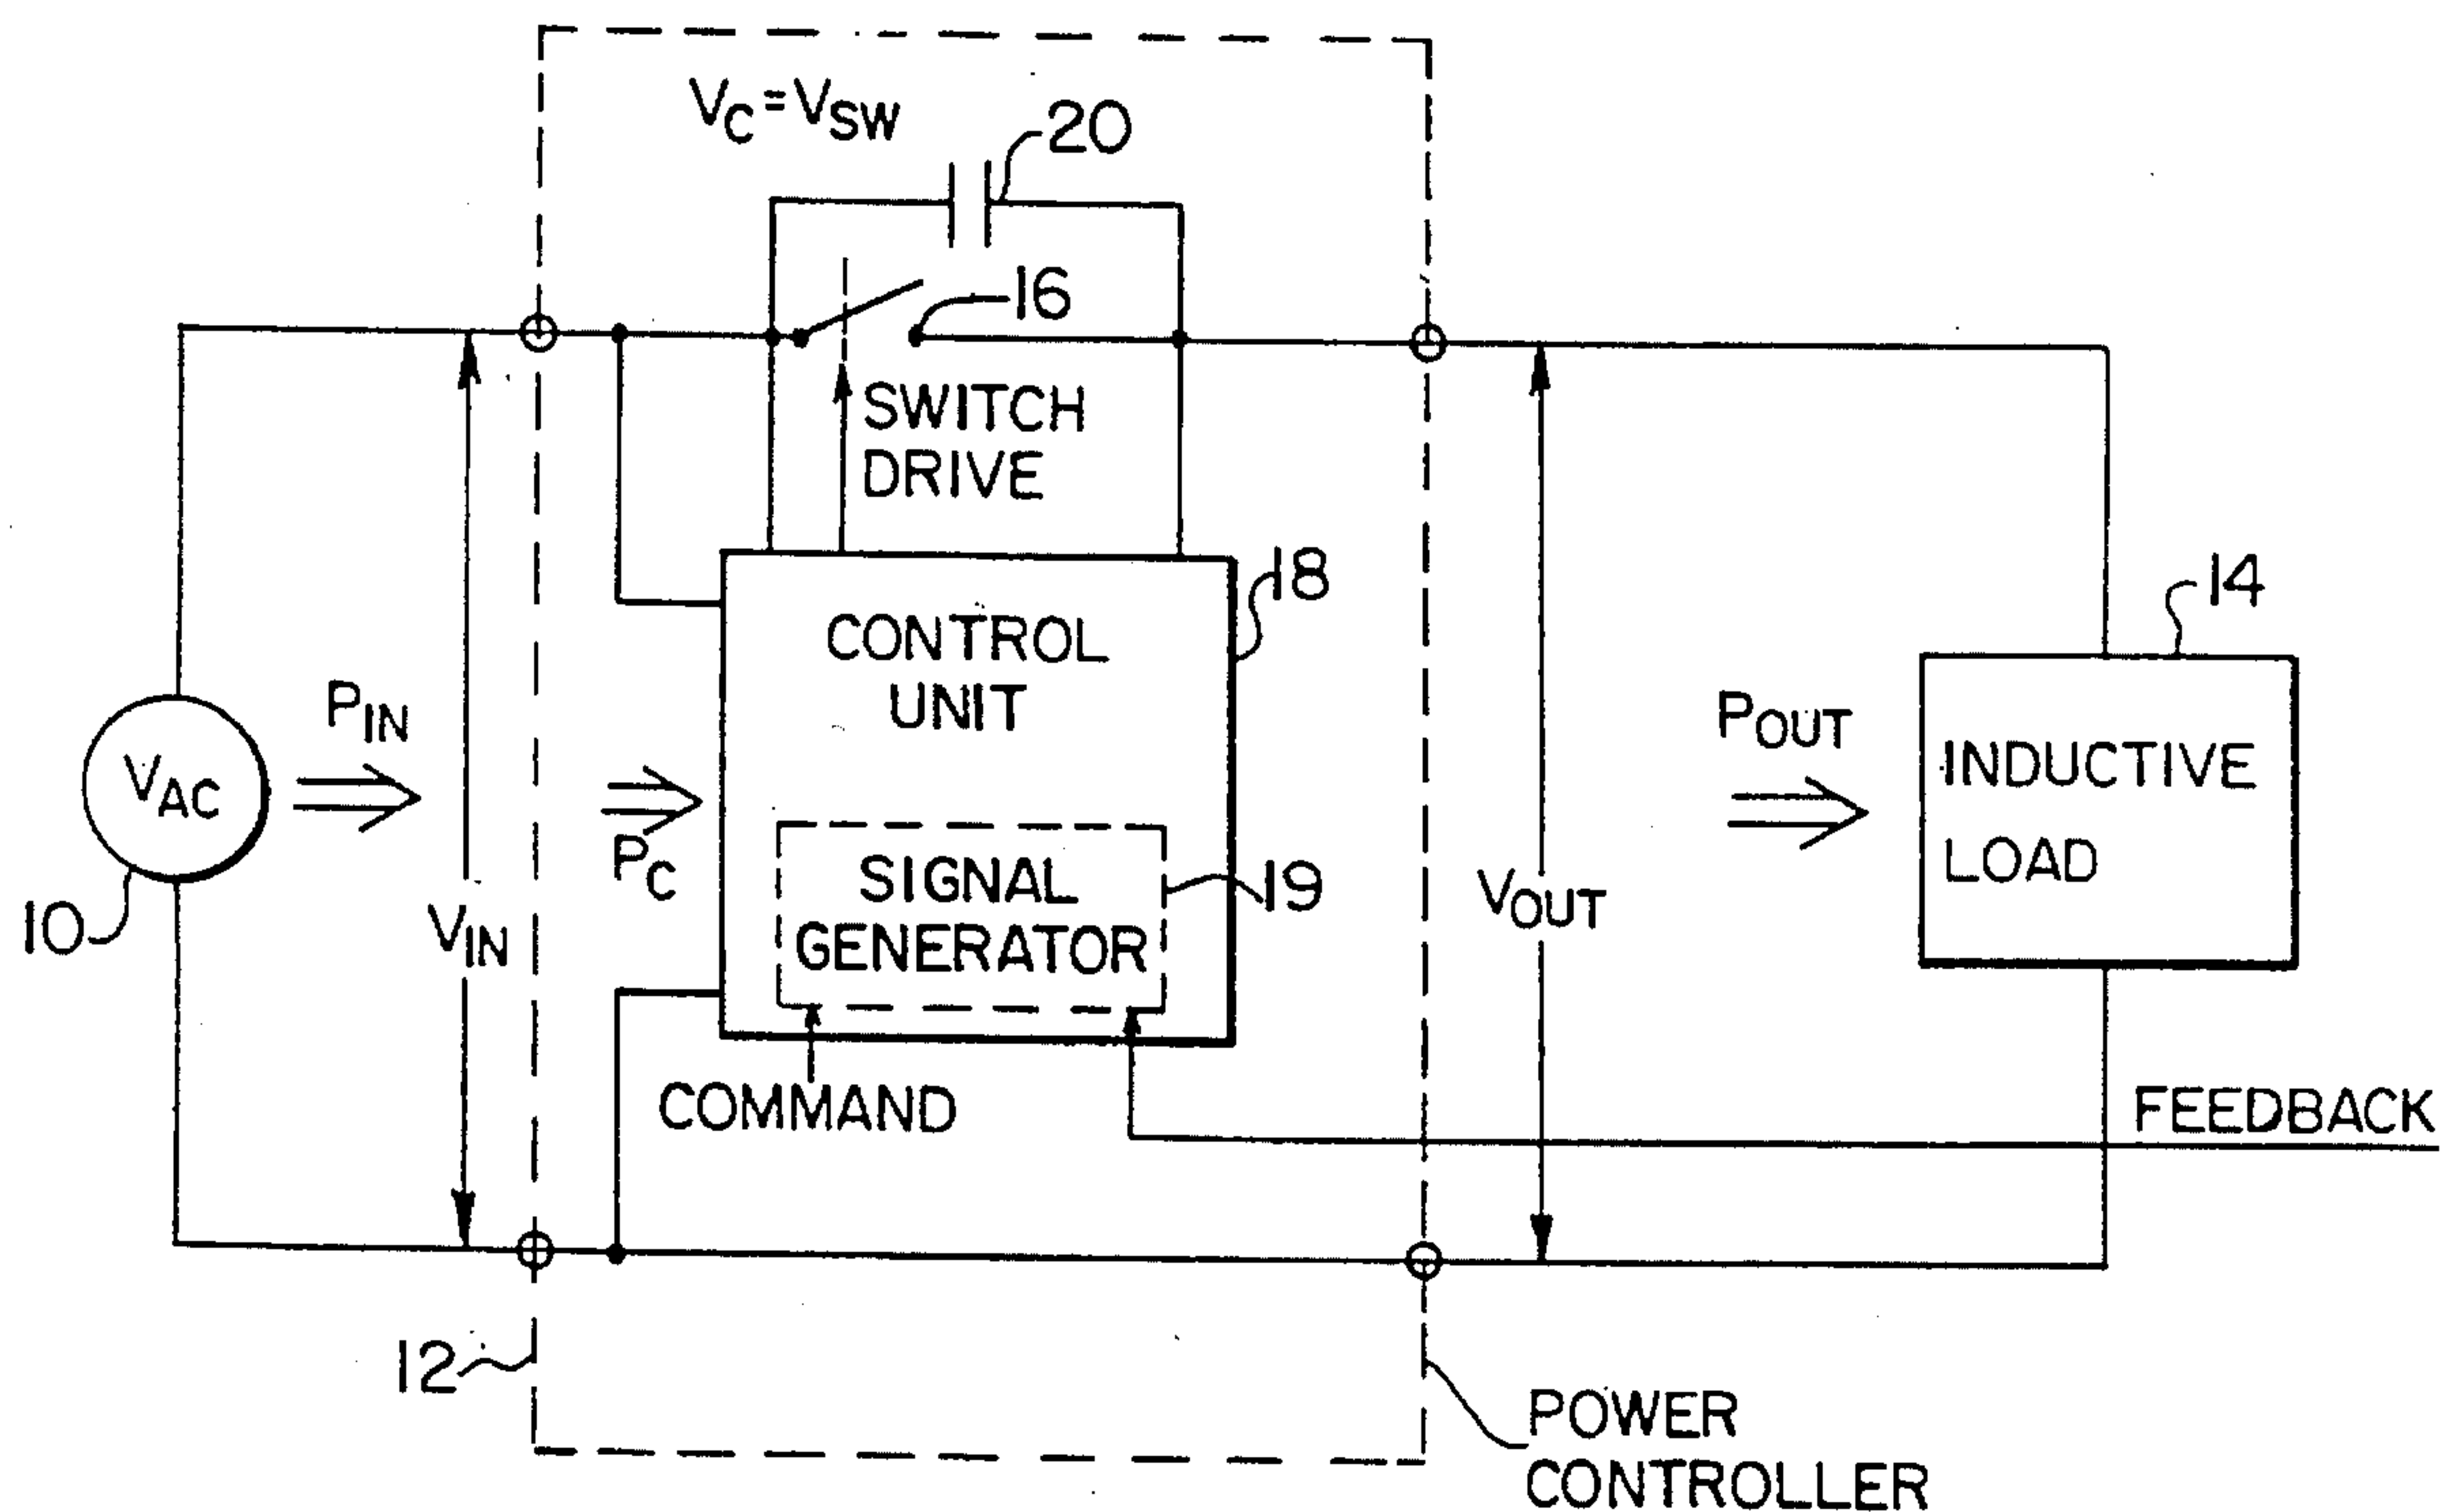 VC=VSW
20
16
SWITCH
DRIVE
18
CONTROL
UNIT
14
PIN
POUT
VAC
INDUCTIVE
LOAD
PC
SIGNAL
GENERATOR
19
10
VIN
VOUT
COMMAND
FEEDBACK
12
POWER
CONTROLLER